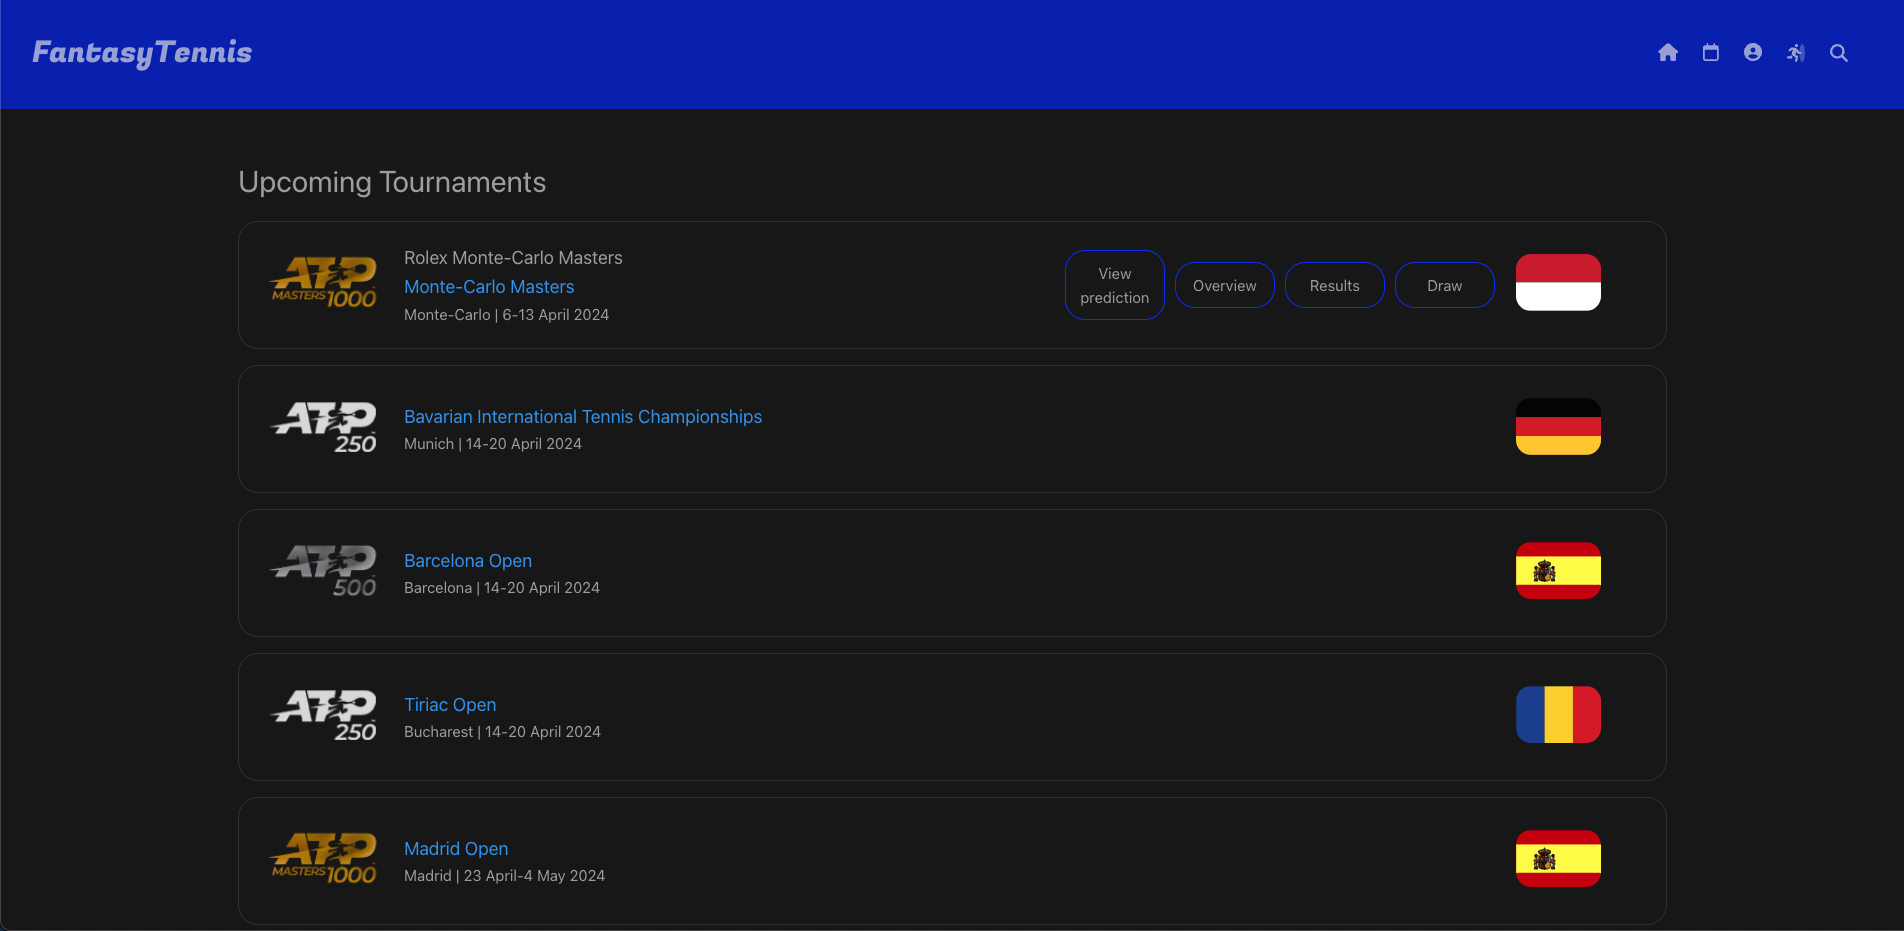 FantasyTennis
Upcoming Tournaments
ATP
MASTERS 1000
Rolex Monte-Carlo Masters
Monte-Carlo Masters
Monte-Carlo | 6-13 April 2024
View
prediction
Overview
Results
Draw
ATP
250
Bavarian International Tennis Championships
Munich | 14-20 April 2024
ATP
500
Barcelona Open
Barcelona | 14-20 April 2024
ATP
250
Tiriac Open
Bucharest | 14-20 April 2024
ATP
MASTERS 1000
Madrid Open
Madrid | 23 April-4 May 2024